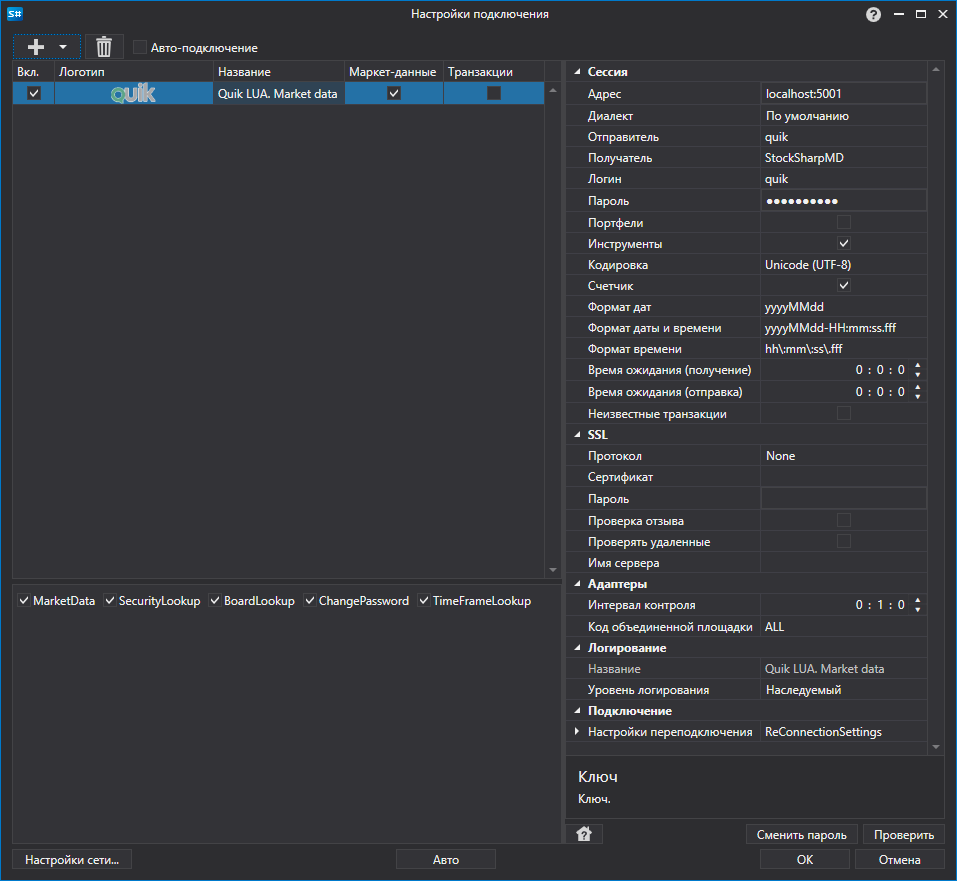 S# Настройки подключения ?
Авто-подключение
Вкл. Логотип Название Маркет-данные Транзакции
quik Quik LUA. Market data
MarketData SecurityLookup BoardLookup ChangePassword TimeFrameLookup
Сессия
Адрес localhost:5001
Диалект По умолчанию
Отправитель quik
Получатель StockSharpMD
Логин quik
Пароль ●●●●●●●●●●
Портфели
Инструменты
Кодировка Unicode (UTF-8)
Счетчик
Формат дат yyyyMMdd
Формат даты и времени yyyyMMdd-HH:mm:ss.fff
Формат времени hh\:mm\:ss\.fff
Время ожидания (получение) 0 : 0 : 0
Время ожидания (отправка) 0 : 0 : 0
Неизвестные транзакции
SSL
Протокол None
Сертификат
Пароль
Проверка отзыва
Проверять удаленные
Имя сервера
Адаптеры
Интервал контроля 0 : 1 : 0
Код объединенной площадки ALL
Логирование
Название Quik LUA. Market data
Уровень логирования Наследуемый
Подключение
Настройки переподключения ReConnectionSettings
Ключ
Ключ.
? Сменить пароль Проверить
Настройки сети... Авто OK Отмена